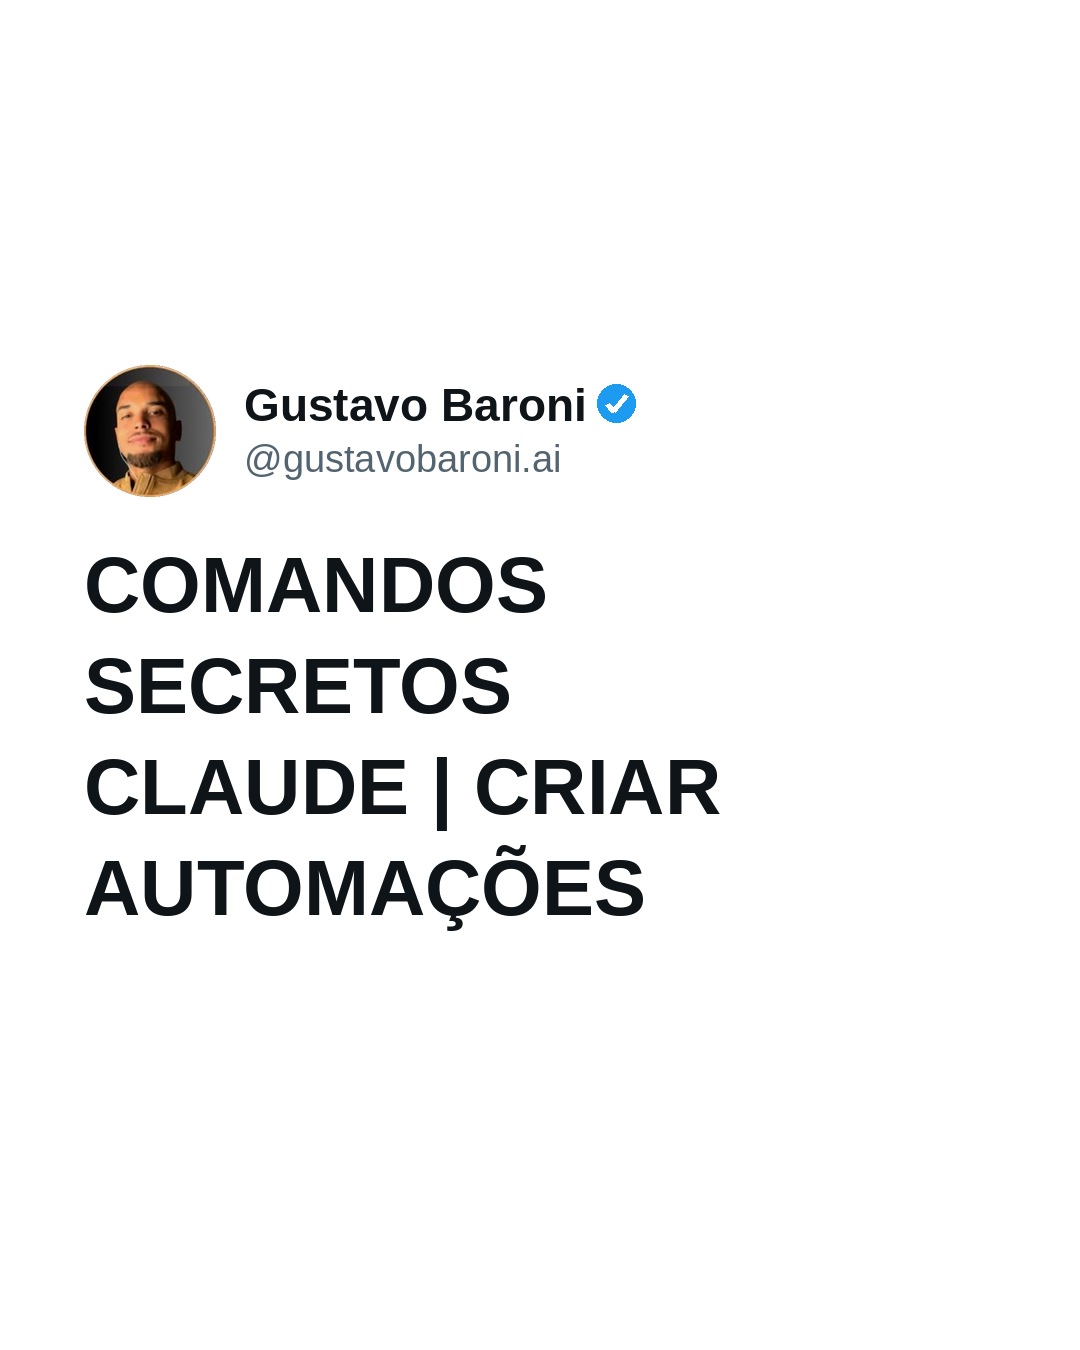 Gustavo Baroni
@gustavobaroni.ai
COMANDOS
SECRETOS
CLAUDE | CRIAR
AUTOMAÇÕES